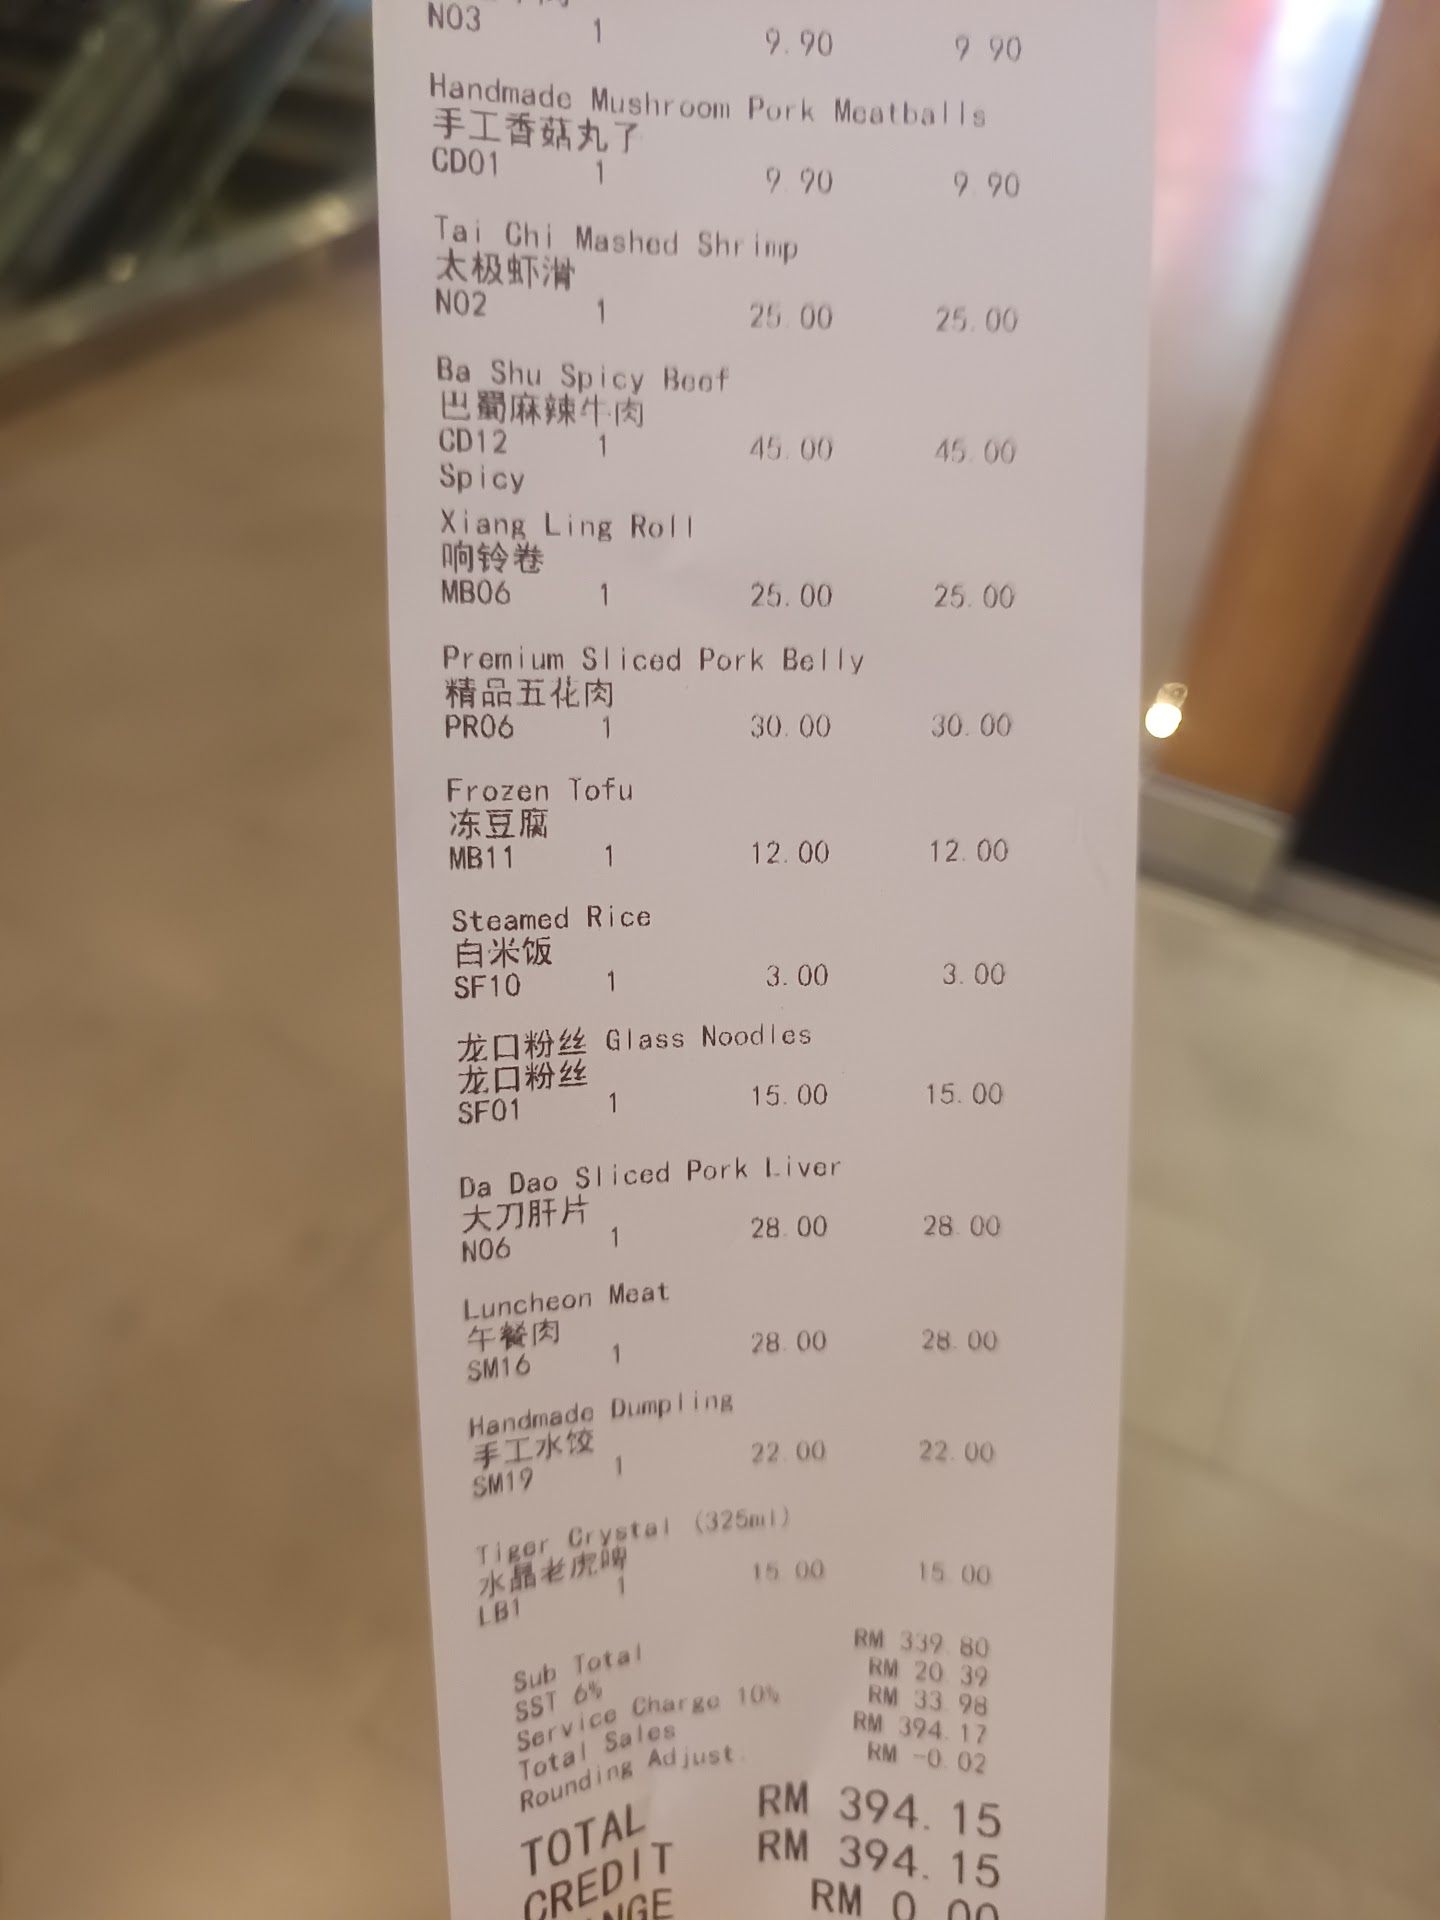 N03 1 9.90 9.90
Handmade Mushroom Pork Meatballs
手工香菇丸了
CD01 1 9.90 9.90
Tai Chi Mashed Shrimp
太极虾滑
N02 1 25.00 25.00
Ba Shu Spicy Beef
巴蜀麻辣牛肉
CD12 1 45.00 45.00
Spicy
Xiang Ling Roll
响铃卷
MB06 1 25.00 25.00
Premium Sliced Pork Belly
精品五花肉
PR06 1 30.00 30.00
Frozen Tofu
冻豆腐
MB11 1 12.00 12.00
Steamed Rice
白米饭
SF10 1 3.00 3.00
龙口粉丝 Glass Noodles
龙口粉丝
SF01 1 15.00 15.00
Da Dao Sliced Pork Liver
大刀肝片
N06 1 28.00 28.00
Luncheon Meat
午餐肉
SM16 1 28.00 28.00
Handmade Dumpling
手工水饺
SM19 1 22.00 22.00
Tiger Crystal (325ml)
水晶老虎啤
LB1 1 15.00 15.00
Sub Total RM 339.80
SST 6% RM 20.39
Service Charge 10% RM 33.98
Total Sales RM 394.17
Rounding Adjust. RM -0.02
TOTAL RM 394.15
CREDIT RM 394.15
NGE RM 0.00